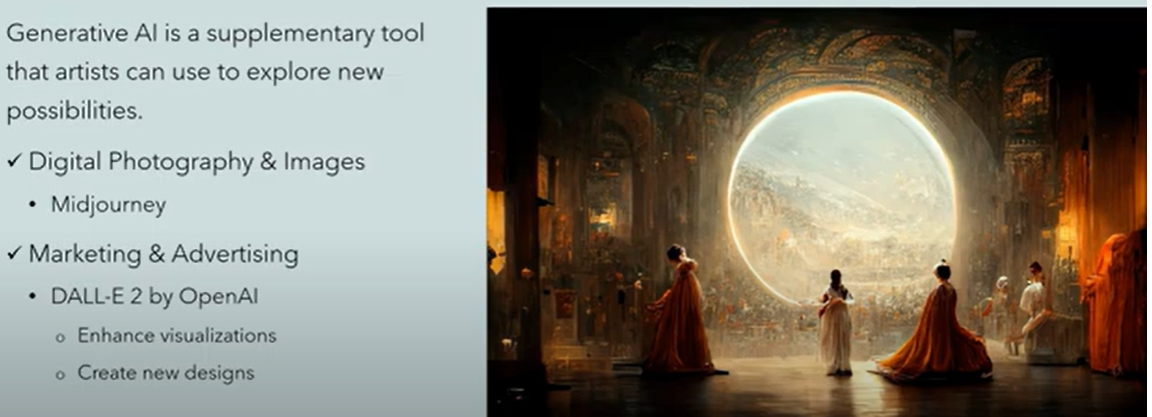 Generative AI is a supplementary tool
that artists can use to explore new
possibilities.
✓ Digital Photography & Images
• Midjourney
✓ Marketing & Advertising
• DALL-E 2 by OpenAI
o Enhance visualizations
o Create new designs